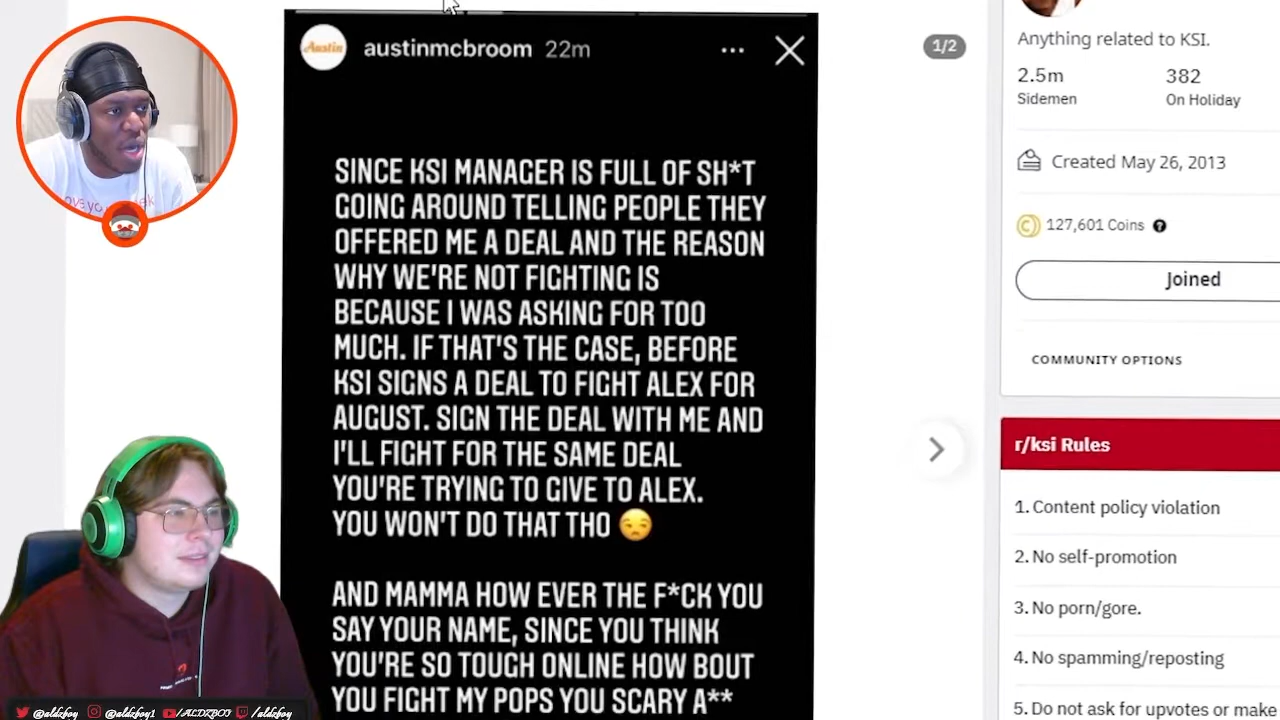 Austin austinmcbroom 22m
SINCE KSI MANAGER IS FULL OF SH*T
GOING AROUND TELLING PEOPLE THEY
OFFERED ME A DEAL AND THE REASON
WHY WE'RE NOT FIGHTING IS
BECAUSE I WAS ASKING FOR TOO
MUCH. IF THAT'S THE CASE, BEFORE
KSI SIGNS A DEAL TO FIGHT ALEX FOR
AUGUST. SIGN THE DEAL WITH ME AND
I'LL FIGHT FOR THE SAME DEAL
YOU'RE TRYING TO GIVE TO ALEX.
YOU WON'T DO THAT THO 😒
AND MAMMA HOW EVER THE F*CK YOU
SAY YOUR NAME, SINCE YOU THINK
YOU'RE SO TOUGH ONLINE HOW BOUT
YOU FIGHT MY POPS YOU SCARY A**
1/2
Anything related to KSI.
2.5m 382
Sidemen On Holiday
Created May 26, 2013
127,601 Coins
Joined
COMMUNITY OPTIONS
r/ksi Rules
1. Content policy violation
2. No self-promotion
3. No porn/gore.
4. No spamming/reposting
5. Do not ask for upvotes or make
@aldzboy @aldzboy1 /ALDZBOY /aldzboy